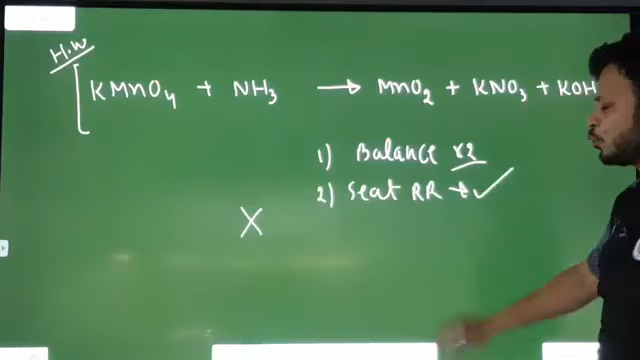 H.W
KMnO₄ + NH₃ → MnO₂ + KNO₃ + KOH
1) Balance
2) Seat RR
X